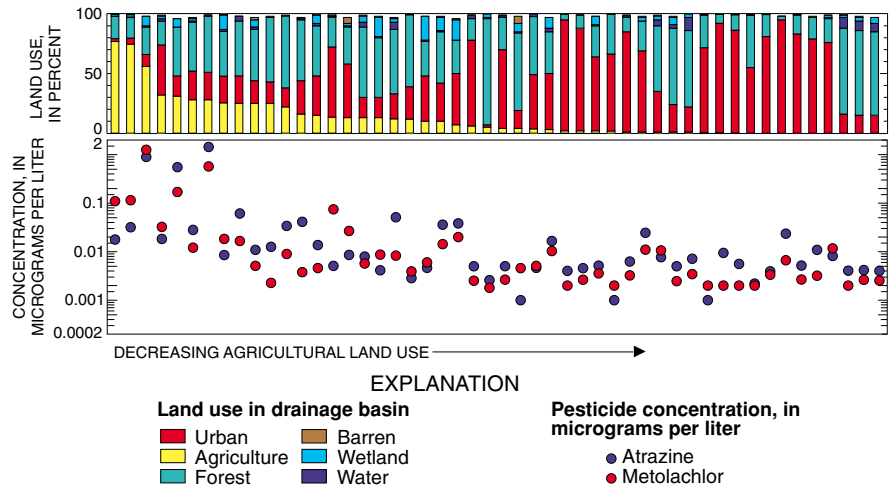 LAND USE,
IN PERCENT
100
50
0
CONCENTRATION, IN
MICROGRAMS PER LITER
2
0.1
0.01
0.001
0.0002
DECREASING AGRICULTURAL LAND USE
EXPLANATION
Land use in drainage basin
Urban
Agriculture
Forest
Barren
Wetland
Water
Pesticide concentration, in
micrograms per liter
Atrazine
Metolachlor